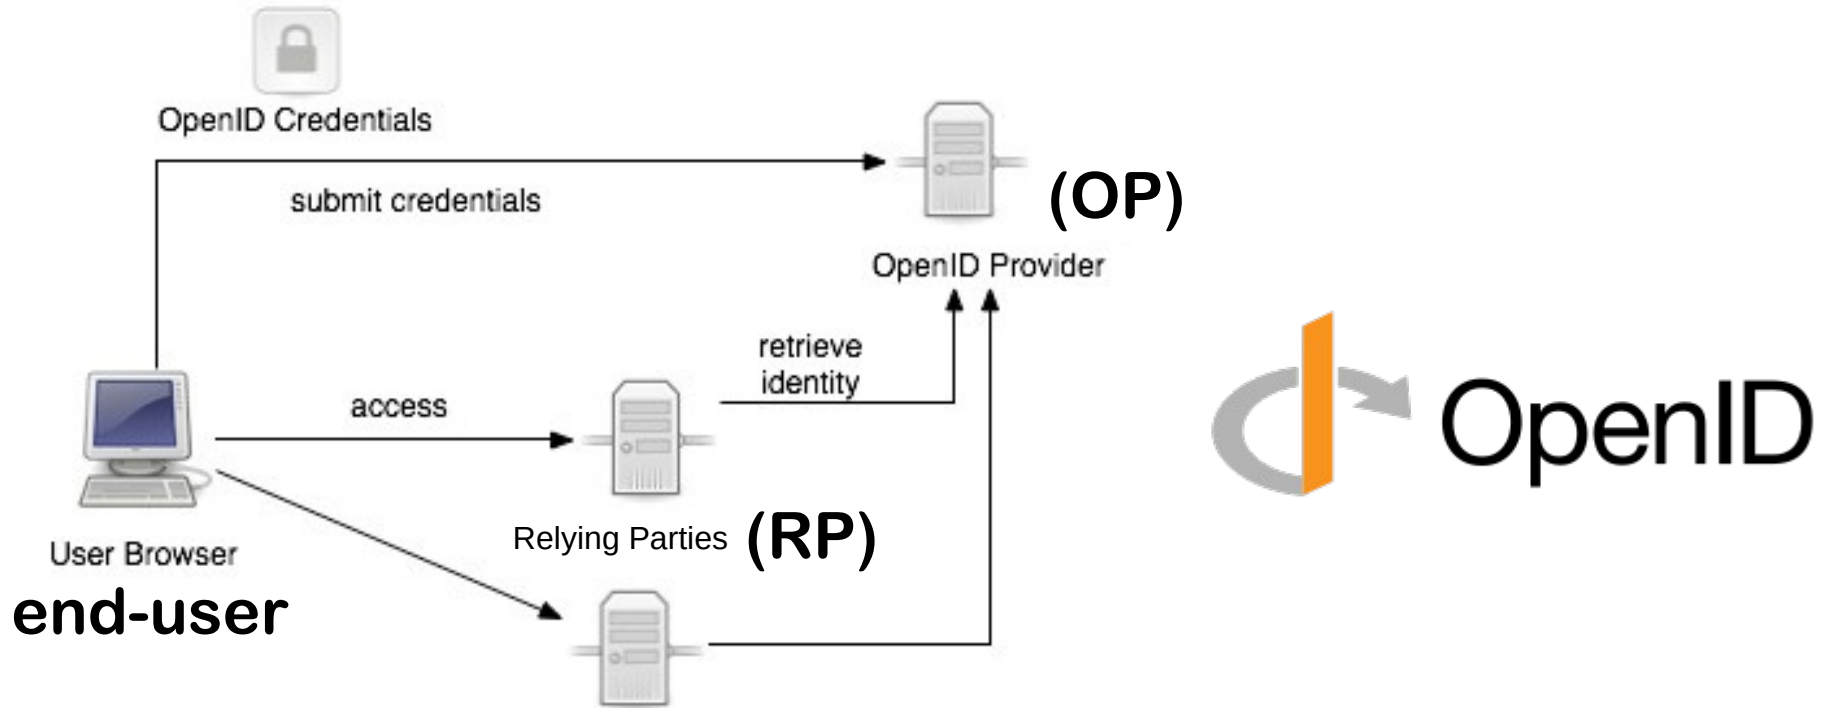 OpenID Credentials
submit credentials
(OP)
OpenID Provider
retrieve
identity
access
OpenID
Relying Parties (RP)
User Browser
end-user